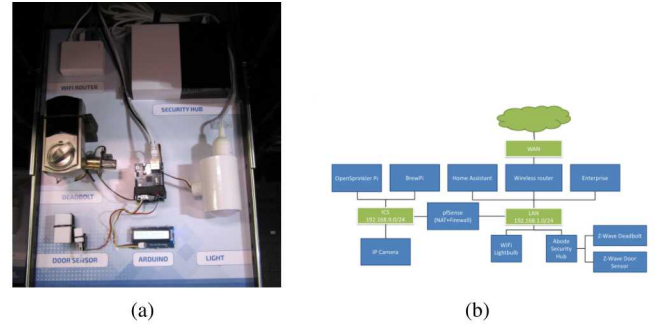 WIFI ROUTER
SECURITY HUB
DEADBOLT
DOOR SENSOR
ARDUINO
LIGHT
(a)
WAN
OpenSprinkler Pi
BrewPi
Home Assistant
Wireless router
Enterprise
ICS
192.168.9.0/24
pfSense
(NAT+Firewall)
LAN
192.168.1.0/24
IP Camera
WiFi
Lightbulb
Abode
Security
Hub
Z-Wave Deadbolt
Z-Wave Door
Sensor
(b)